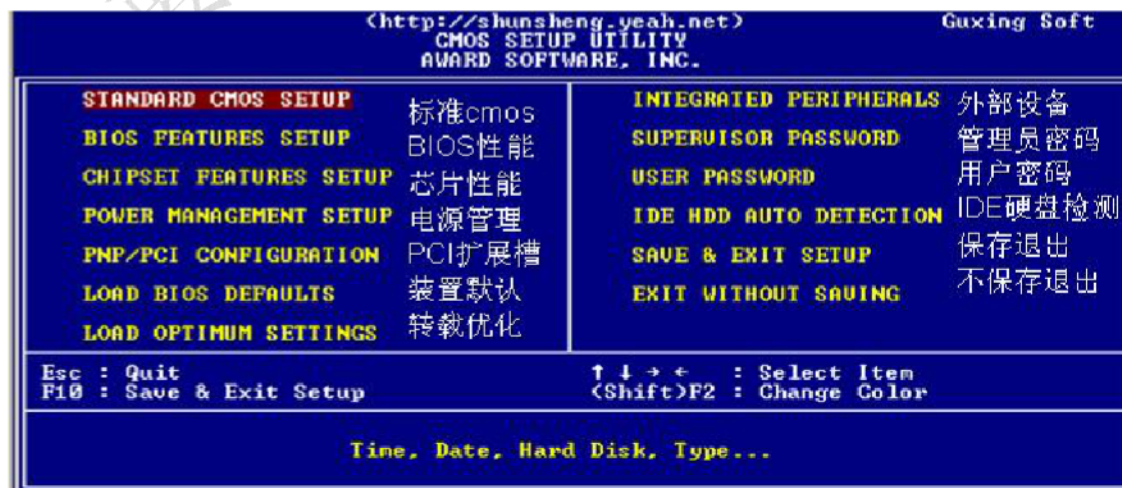 (http://shunsheng.yeah.net) Guxing Soft
CMOS SETUP UTILITY
AWARD SOFTWARE, INC.
STANDARD CMOS SETUP 标准cmos
BIOS FEATURES SETUP BIOS性能
CHIPSET FEATURES SETUP 芯片性能
POWER MANAGEMENT SETUP 电源管理
PNP/PCI CONFIGURATION PCI扩展槽
LOAD BIOS DEFAULTS 装置默认
LOAD OPTIMUM SETTINGS 转载优化
INTEGRATED PERIPHERALS 外部设备
SUPERVISOR PASSWORD 管理员密码
USER PASSWORD 用户密码
IDE HDD AUTO DETECTION IDE硬盘检测
SAVE & EXIT SETUP 保存退出
EXIT WITHOUT SAVING 不保存退出
Esc : Quit
F10 : Save & Exit Setup
↑ ↓ → ← : Select Item
(Shift)F2 : Change Color
Time, Date, Hard Disk, Type...